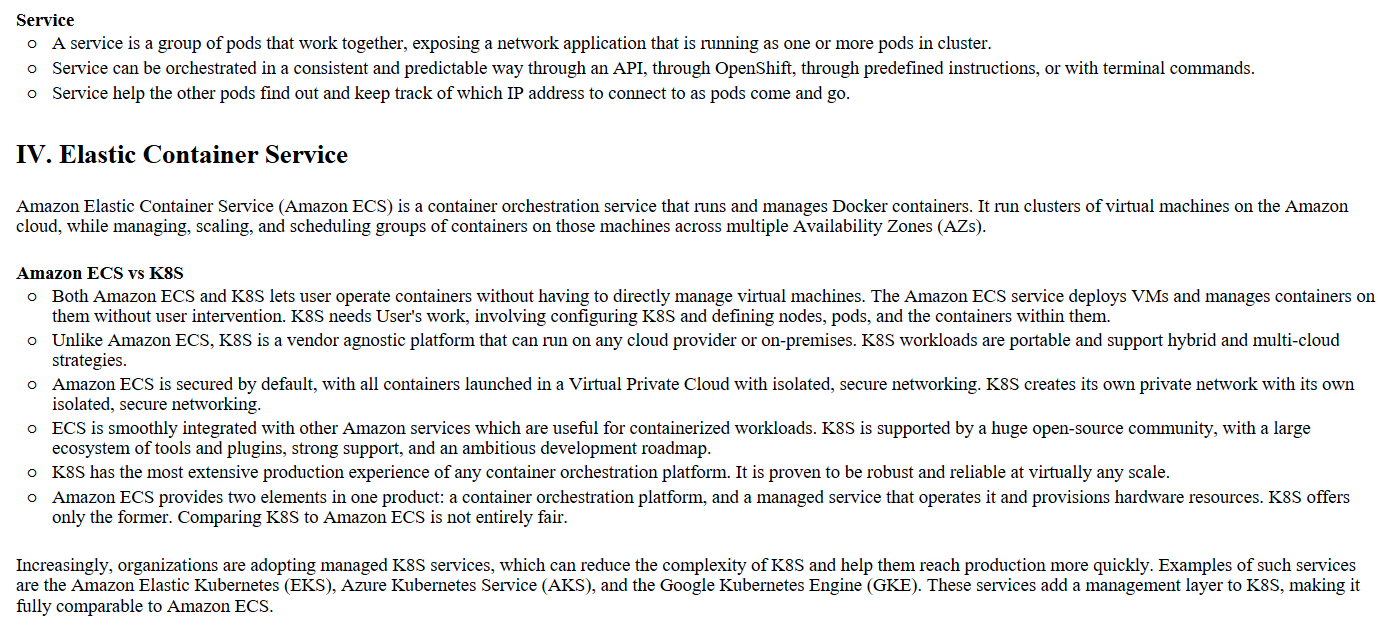 Service
○ A service is a group of pods that work together, exposing a network application that is running as one or more pods in cluster.
○ Service can be orchestrated in a consistent and predictable way through an API, through OpenShift, through predefined instructions, or with terminal commands.
○ Service help the other pods find out and keep track of which IP address to connect to as pods come and go.
IV. Elastic Container Service
Amazon Elastic Container Service (Amazon ECS) is a container orchestration service that runs and manages Docker containers. It run clusters of virtual machines on the Amazon
cloud, while managing, scaling, and scheduling groups of containers on those machines across multiple Availability Zones (AZs).
Amazon ECS vs K8S
○ Both Amazon ECS and K8S lets user operate containers without having to directly manage virtual machines. The Amazon ECS service deploys VMs and manages containers on
them without user intervention. K8S needs User's work, involving configuring K8S and defining nodes, pods, and the containers within them.
○ Unlike Amazon ECS, K8S is a vendor agnostic platform that can run on any cloud provider or on-premises. K8S workloads are portable and support hybrid and multi-cloud
strategies.
○ Amazon ECS is secured by default, with all containers launched in a Virtual Private Cloud with isolated, secure networking. K8S creates its own private network with its own
isolated, secure networking.
○ ECS is smoothly integrated with other Amazon services which are useful for containerized workloads. K8S is supported by a huge open-source community, with a large
ecosystem of tools and plugins, strong support, and an ambitious development roadmap.
○ K8S has the most extensive production experience of any container orchestration platform. It is proven to be robust and reliable at virtually any scale.
○ Amazon ECS provides two elements in one product: a container orchestration platform, and a managed service that operates it and provisions hardware resources. K8S offers
only the former. Comparing K8S to Amazon ECS is not entirely fair.
Increasingly, organizations are adopting managed K8S services, which can reduce the complexity of K8S and help them reach production more quickly. Examples of such services
are the Amazon Elastic Kubernetes (EKS), Azure Kubernetes Service (AKS), and the Google Kubernetes Engine (GKE). These services add a management layer to K8S, making it
fully comparable to Amazon ECS.